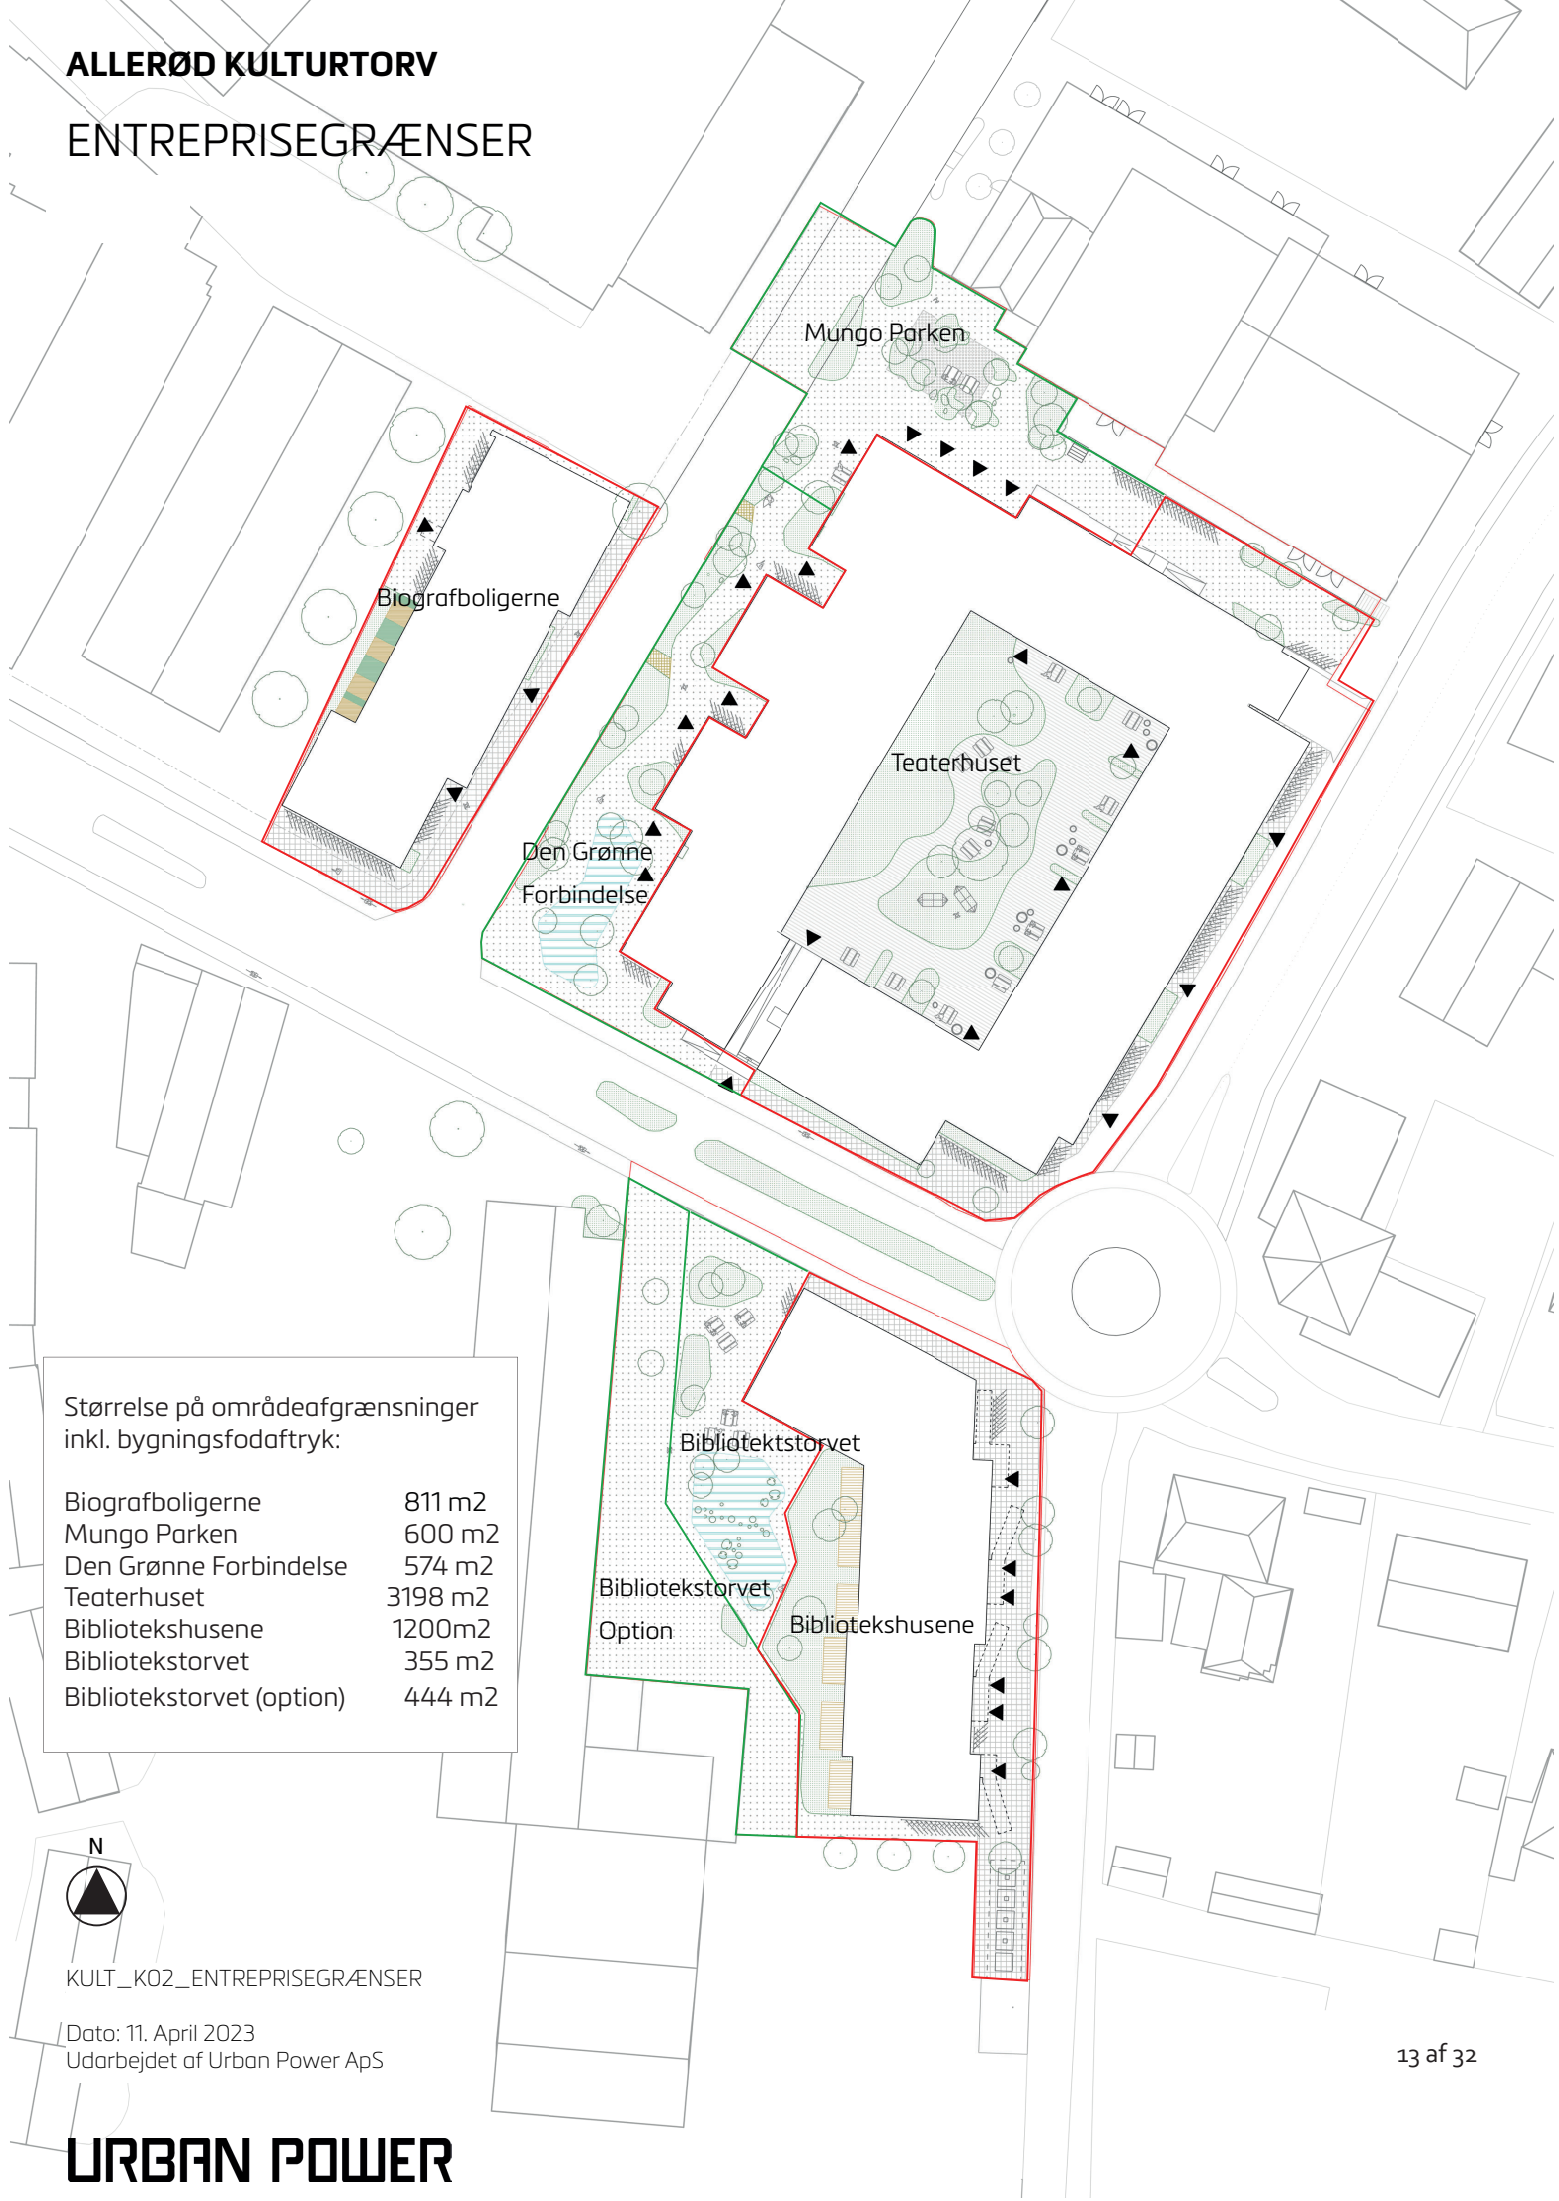 ALLERØD KULTURTORV
ENTREPRISEGRÆNSER
Mungo Parken
Biografboligerne
Teaterhuset
Den Grønne
Forbindelse
Bibliotektstorvet
Bibliotekstorvet
Option
Bibliotekshusene
Størrelse på områdeafgrænsninger
inkl. bygningsfodaftryk:
Biografboligerne 811 m2
Mungo Parken 600 m2
Den Grønne Forbindelse 574 m2
Teaterhuset 3198 m2
Bibliotekshusene 1200m2
Bibliotekstorvet 355 m2
Bibliotekstorvet (option) 444 m2
N
KULT_K02_ENTREPRISEGRÆNSER
Dato: 11. April 2023
Udarbejdet af Urban Power ApS
13 af 32
URBAN POWER